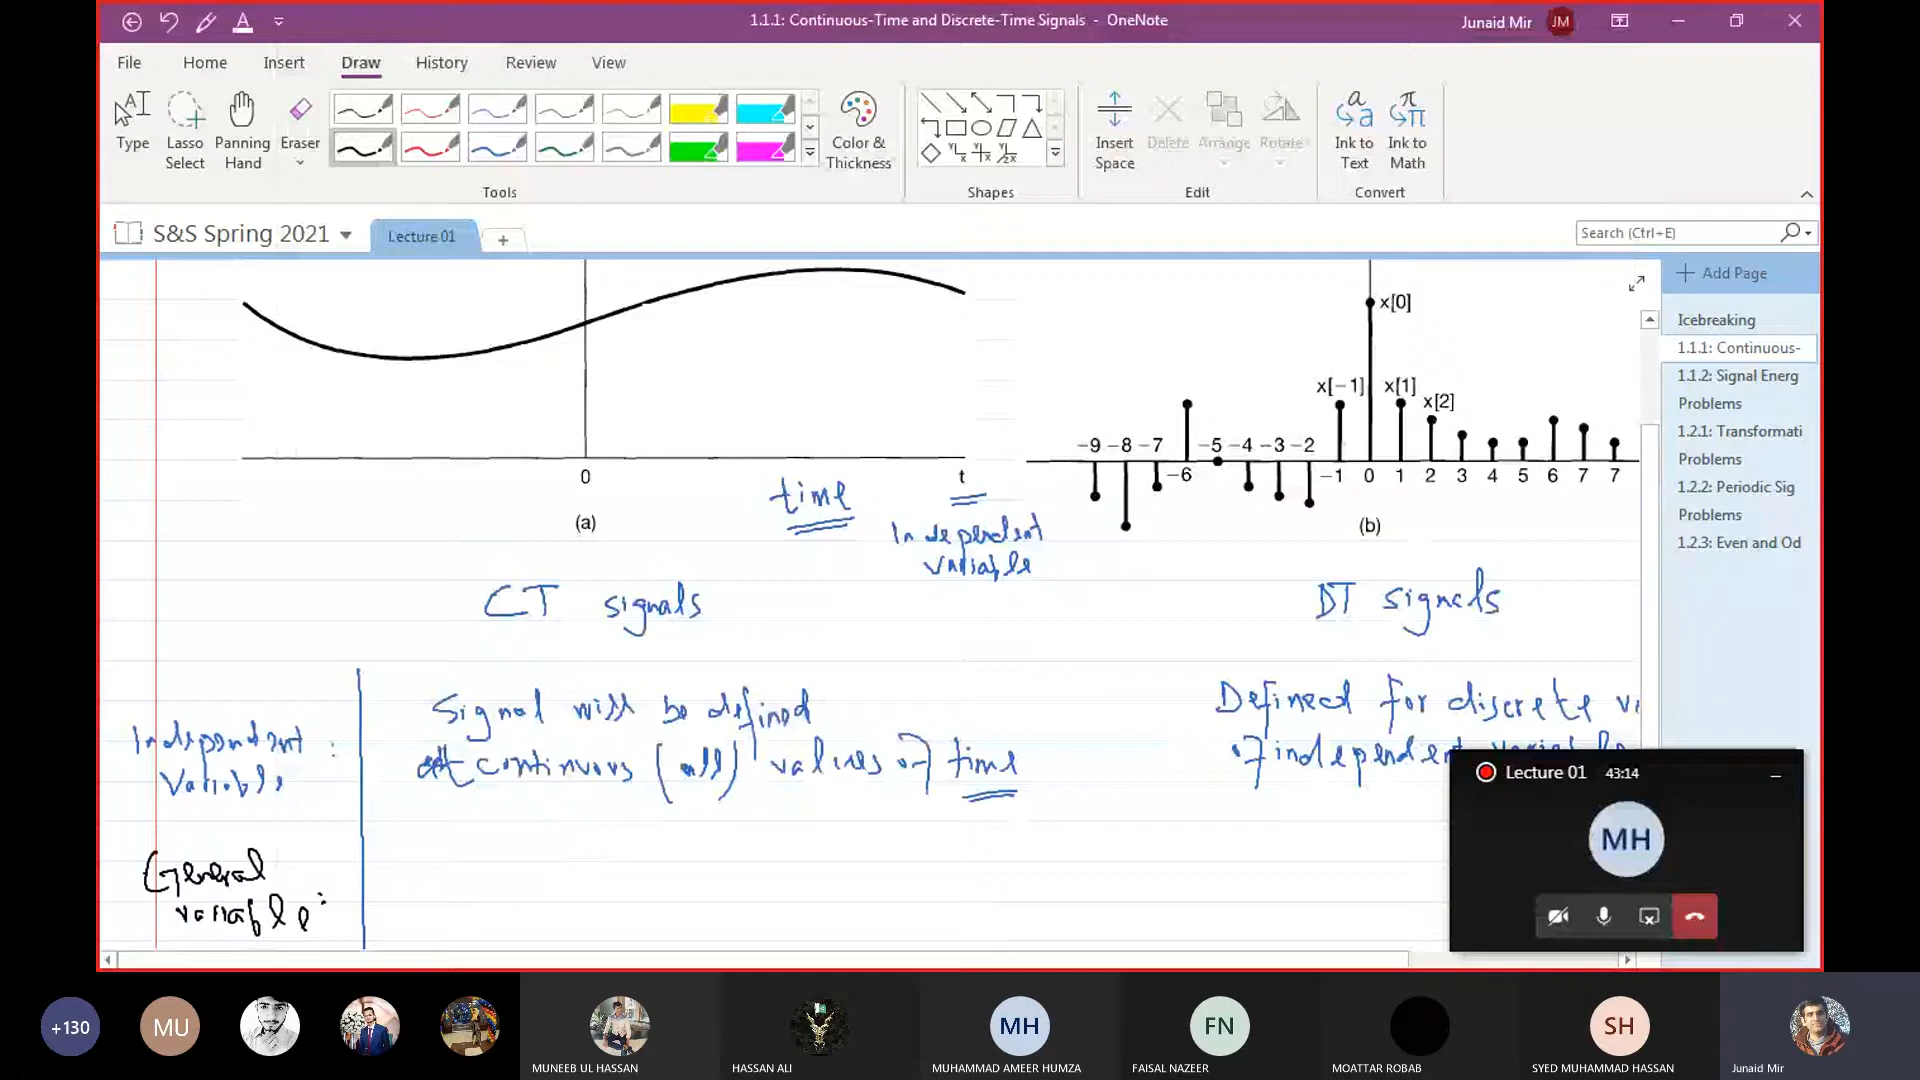 1.1.1: Continuous-Time and Discrete-Time Signals - OneNote
Junaid Mir JM
File Home Insert Draw History Review View
Type
Lasso Select
Panning Hand
Eraser
Color & Thickness
Insert Space
Delete
Arrange
Rotate
Ink to Text
Ink to Math
Tools
Shapes
Edit
Convert
S&S Spring 2021
Lecture 01
Search (Ctrl+E)
Add Page
Icebreaking
1.1.1: Continuous-
1.1.2: Signal Energ
Problems
1.2.1: Transformati
Problems
1.2.2: Periodic Sig
Problems
1.2.3: Even and Od
x[0]
x[−1] x[1]
x[2]
−9 −8 −7 −5 −4 −3 −2
−6 −1 0 1 2 3 4 5 6 7 7
0 t
(a)
(b)
time
Independent
variable
CT signals
DT signals
Independent :
Variable
Signal will be defined
at continuous (all) values of time
Defined for discrete
of independent variable
General
variable :
Lecture 01 43:14
MH
+130
MU
MUNEEB UL HASSAN
HASSAN ALI
MH
MUHAMMAD AMEER HUMZA
FN
FAISAL NAZEER
MOATTAR ROBAB
SH
SYED MUHAMMAD HASSAN
Junaid Mir